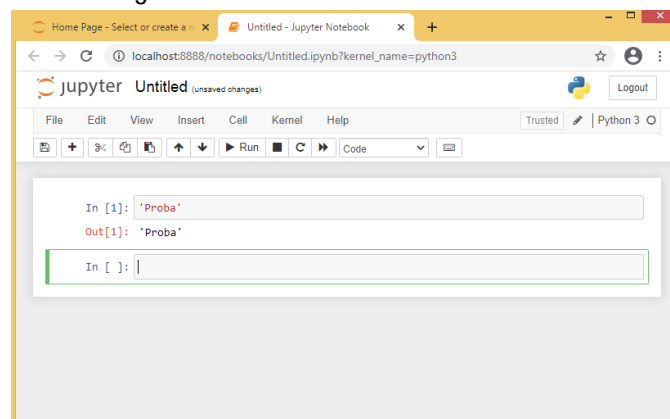 Home Page - Select or create a n
Untitled - Jupyter Notebook
localhost:8888/notebooks/Untitled.ipynb?kernel_name=python3
jupyter Untitled (unsaved changes)
Logout
File Edit View Insert Cell Kernel Help
Trusted Python 3
Run Code
In [1]: 'Proba'
Out[1]: 'Proba'
In [ ]: